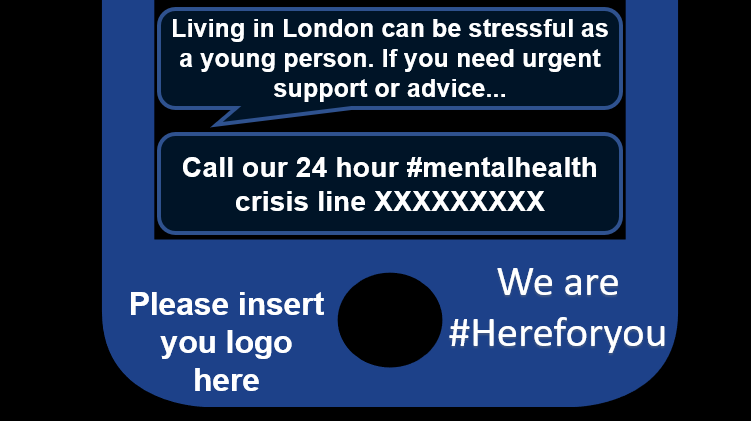 Living in London can be stressful as
a young person. If you need urgent
support or advice...
Call our 24 hour #mentalhealth
crisis line XXXXXXXXX
Please insert
you logo
here
We are
#Hereforyou